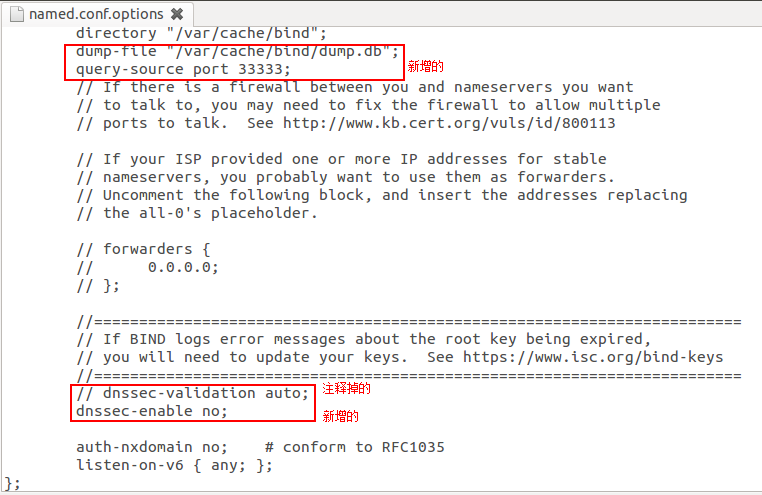 named.conf.options
directory "/var/cache/bind";
dump-file "/var/cache/bind/dump.db";
query-source port 33333; 新增的
// If there is a firewall between you and nameservers you want
// to talk to, you may need to fix the firewall to allow multiple
// ports to talk.  See http://www.kb.cert.org/vuls/id/800113
// If your ISP provided one or more IP addresses for stable
// nameservers, you probably want to use them as forwarders.
// Uncomment the following block, and insert the addresses replacing
// the all-0's placeholder.
// forwarders {
//      0.0.0.0;
// };
//========================================================================
// If BIND logs error messages about the root key being expired,
// you will need to update your keys.  See https://www.isc.org/bind-keys
//========================================================================
// dnssec-validation auto; 注释掉的
dnssec-enable no; 新增的
auth-nxdomain no;    # conform to RFC1035
listen-on-v6 { any; };
};